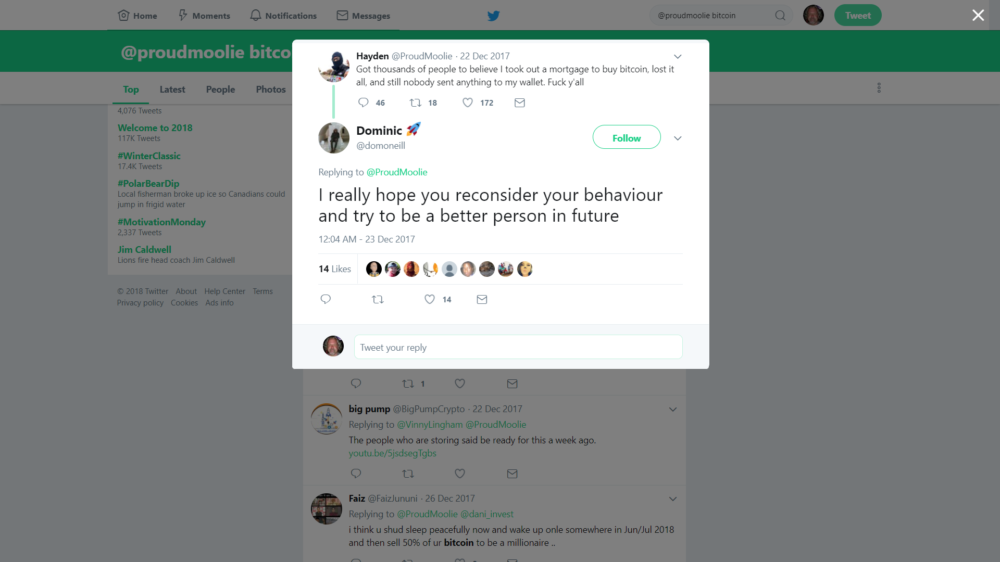 Home Moments Notifications Messages @proudmoolie bitcoin Tweet
@proudmoolie bitco
Top Latest People Photos
4,076 Tweets
Welcome to 2018
117K Tweets
#WinterClassic
17.4K Tweets
#PolarBearDip
Local fisherman broke up ice so Canadians could
jump in frigid water
#MotivationMonday
2,337 Tweets
Jim Caldwell
Lions fire head coach Jim Caldwell
© 2018 Twitter About Help Center Terms
Privacy policy Cookies Ads info
Hayden @ProudMoolie · 22 Dec 2017
Got thousands of people to believe I took out a mortgage to buy bitcoin, lost it
all, and still nobody sent anything to my wallet. Fuck y'all
46 18 172
Dominic 🚀
@domoneill
Follow
Replying to @ProudMoolie
I really hope you reconsider your behaviour
and try to be a better person in future
12:04 AM - 23 Dec 2017
14 Likes
14
Tweet your reply
1
big pump @BigPumpCrypto · 22 Dec 2017
Replying to @VinnyLingham @ProudMoolie
The people who are storing said be ready for this a week ago.
youtu.be/5jsdsegTgbs
Faiz @FaizJununi · 26 Dec 2017
Replying to @ProudMoolie @dani_invest
i think u shud sleep peacefully now and wake up onle somewhere in Jun/Jul 2018
and then sell 50% of ur bitcoin to be a millionaire ..